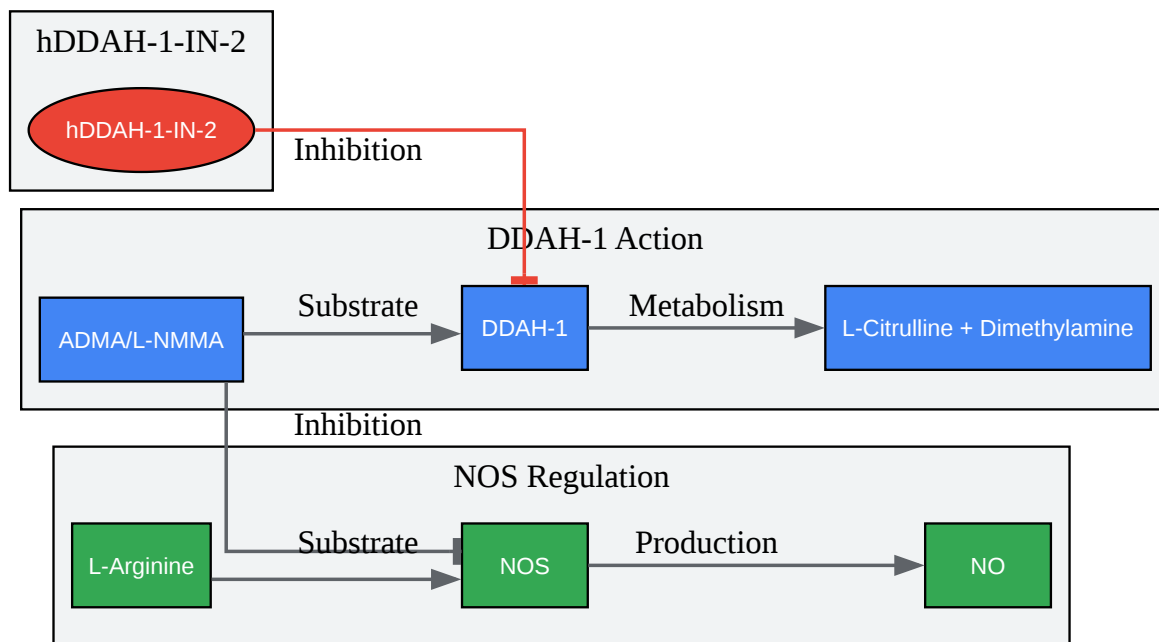 hDDAH-1-IN-2
hDDAH-1-IN-2
Inhibition
DDAH-1 Action
Substrate
Metabolism
ADMA/L-NMMA
DDAH-1
L-Citrulline + Dimethylamine
Inhibition
NOS Regulation
Substrate
Production
L-Arginine
NOS
NO